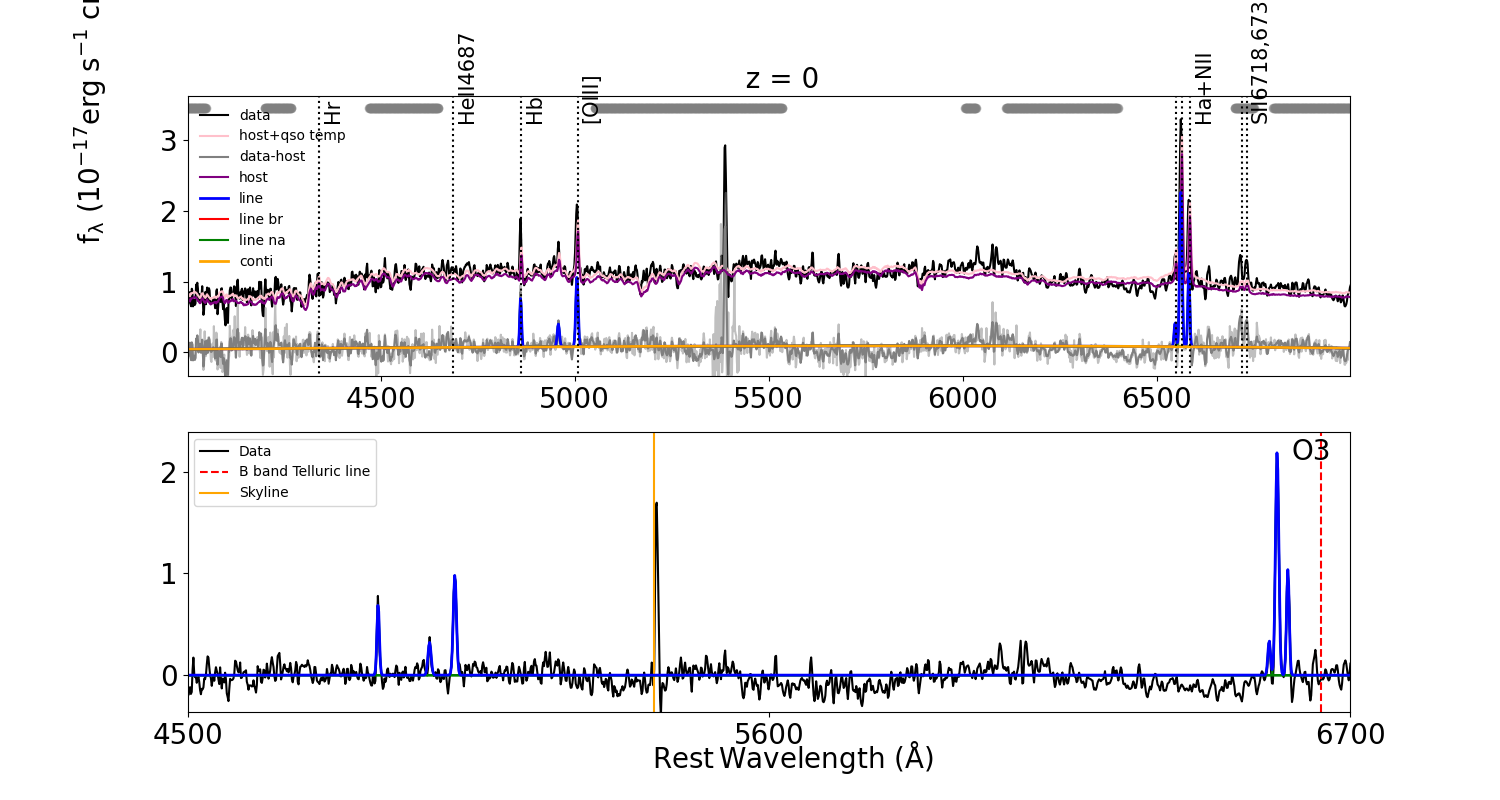 f_λ (10^−17 erg s^−1
z = 0
Hr
HeII4687
Hb
[OIII]
Ha+NII
SII6718,673
data
host+qso temp
data-host
host
line
line br
line na
conti
3
2
1
0
4500 5000 5500 6000 6500
Data
B band Telluric line
Skyline
O3
2
1
0
4500 5600 6700
Rest Wavelength (Å)